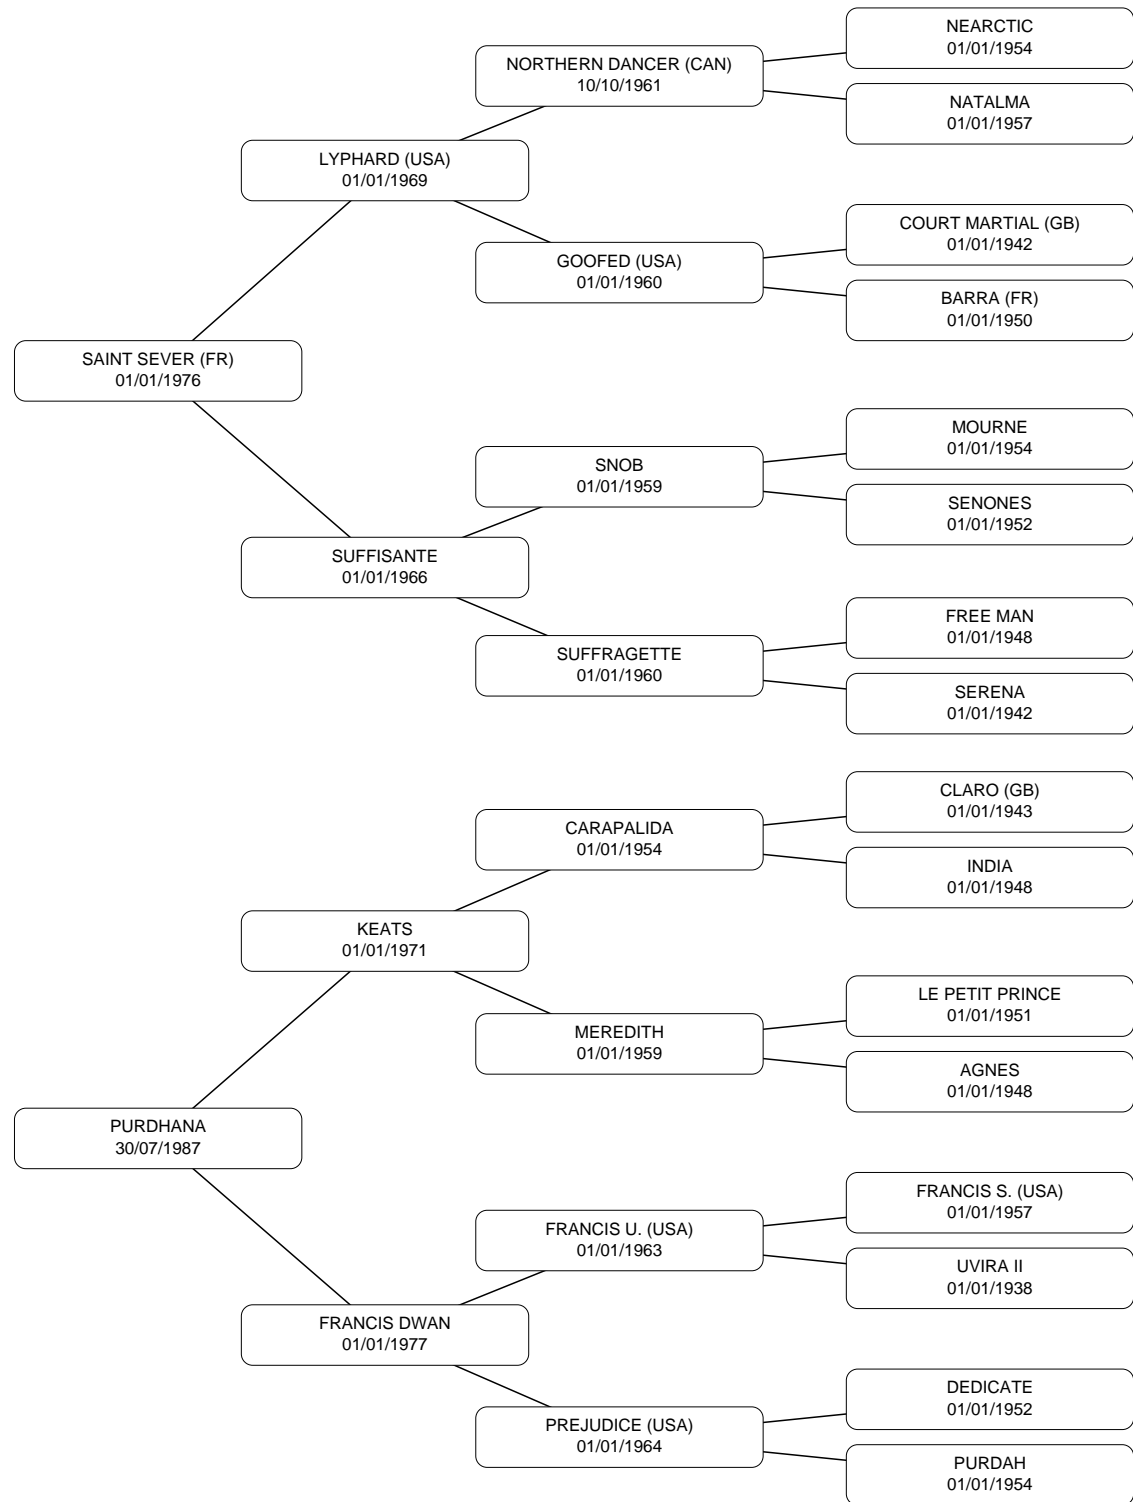 NEARCTIC
01/01/1954
NORTHERN DANCER (CAN)
10/10/1961
NATALMA
01/01/1957
LYPHARD (USA)
01/01/1969
COURT MARTIAL (GB)
01/01/1942
GOOFED (USA)
01/01/1960
BARRA (FR)
01/01/1950
SAINT SEVER (FR)
01/01/1976
MOURNE
01/01/1954
SNOB
01/01/1959
SENONES
01/01/1952
SUFFISANTE
01/01/1966
FREE MAN
01/01/1948
SUFFRAGETTE
01/01/1960
SERENA
01/01/1942
CLARO (GB)
01/01/1943
CARAPALIDA
01/01/1954
INDIA
01/01/1948
KEATS
01/01/1971
LE PETIT PRINCE
01/01/1951
MEREDITH
01/01/1959
AGNES
01/01/1948
PURDHANA
30/07/1987
FRANCIS S. (USA)
01/01/1957
FRANCIS U. (USA)
01/01/1963
UVIRA II
01/01/1938
FRANCIS DWAN
01/01/1977
DEDICATE
01/01/1952
PREJUDICE (USA)
01/01/1964
PURDAH
01/01/1954